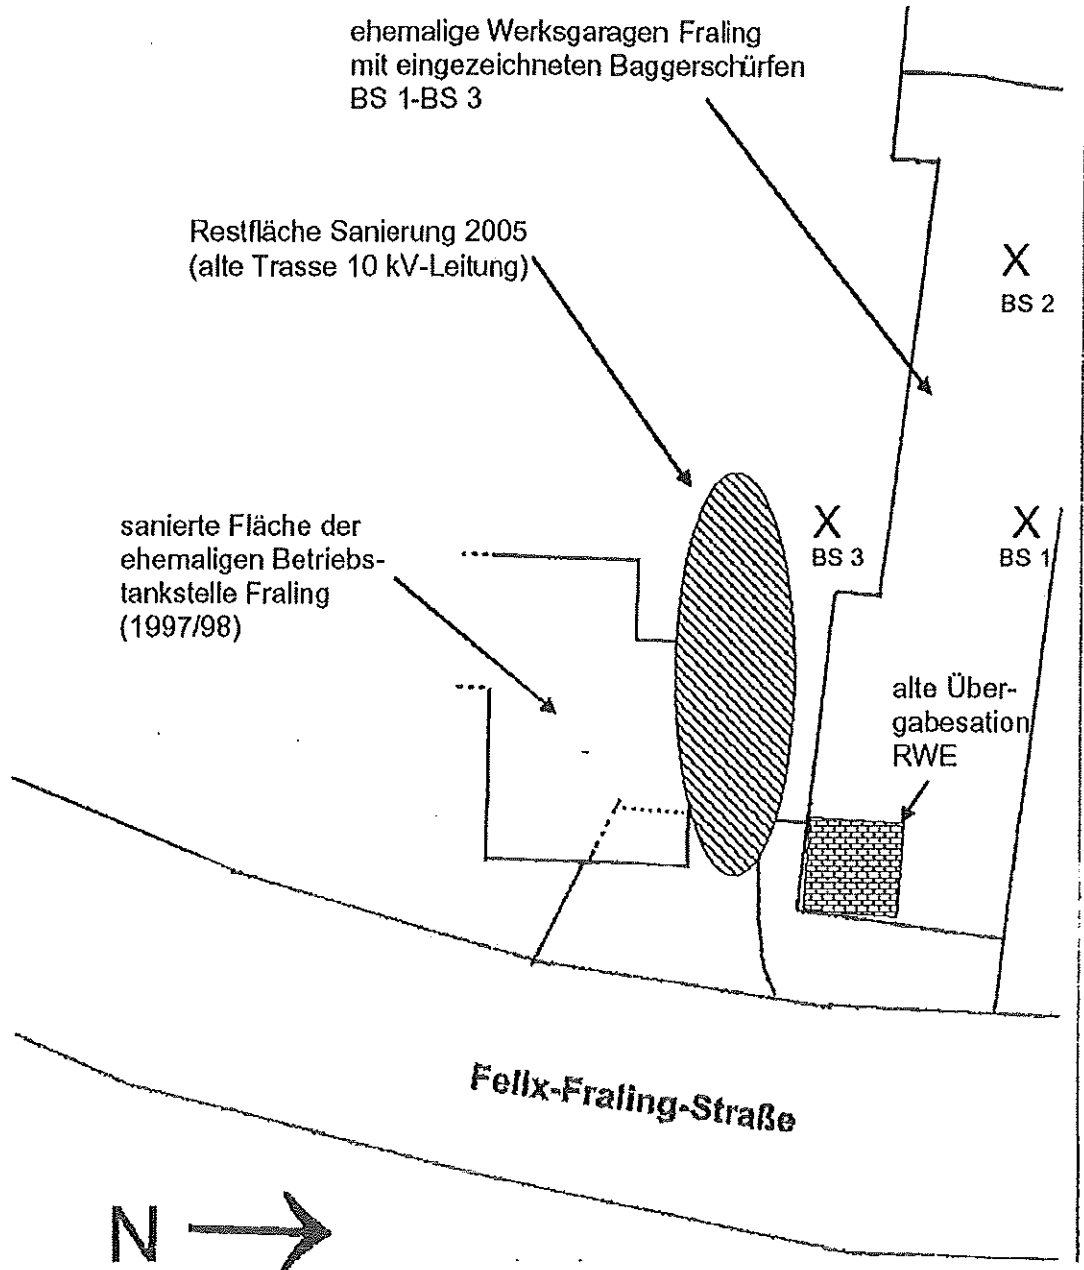 ehemalige Werksgaragen Fraling
mit eingezeichneten Baggerschürfen
BS 1-BS 3
Restfläche Sanierung 2005
(alte Trasse 10 kV-Leitung)
X
BS 2
sanierte Fläche der
ehemaligen Betriebs-
tankstelle Fraling
(1997/98)
X
BS 3
X
BS 1
alte Über-
gabesation
RWE
Felix-Fraling-Straße
N